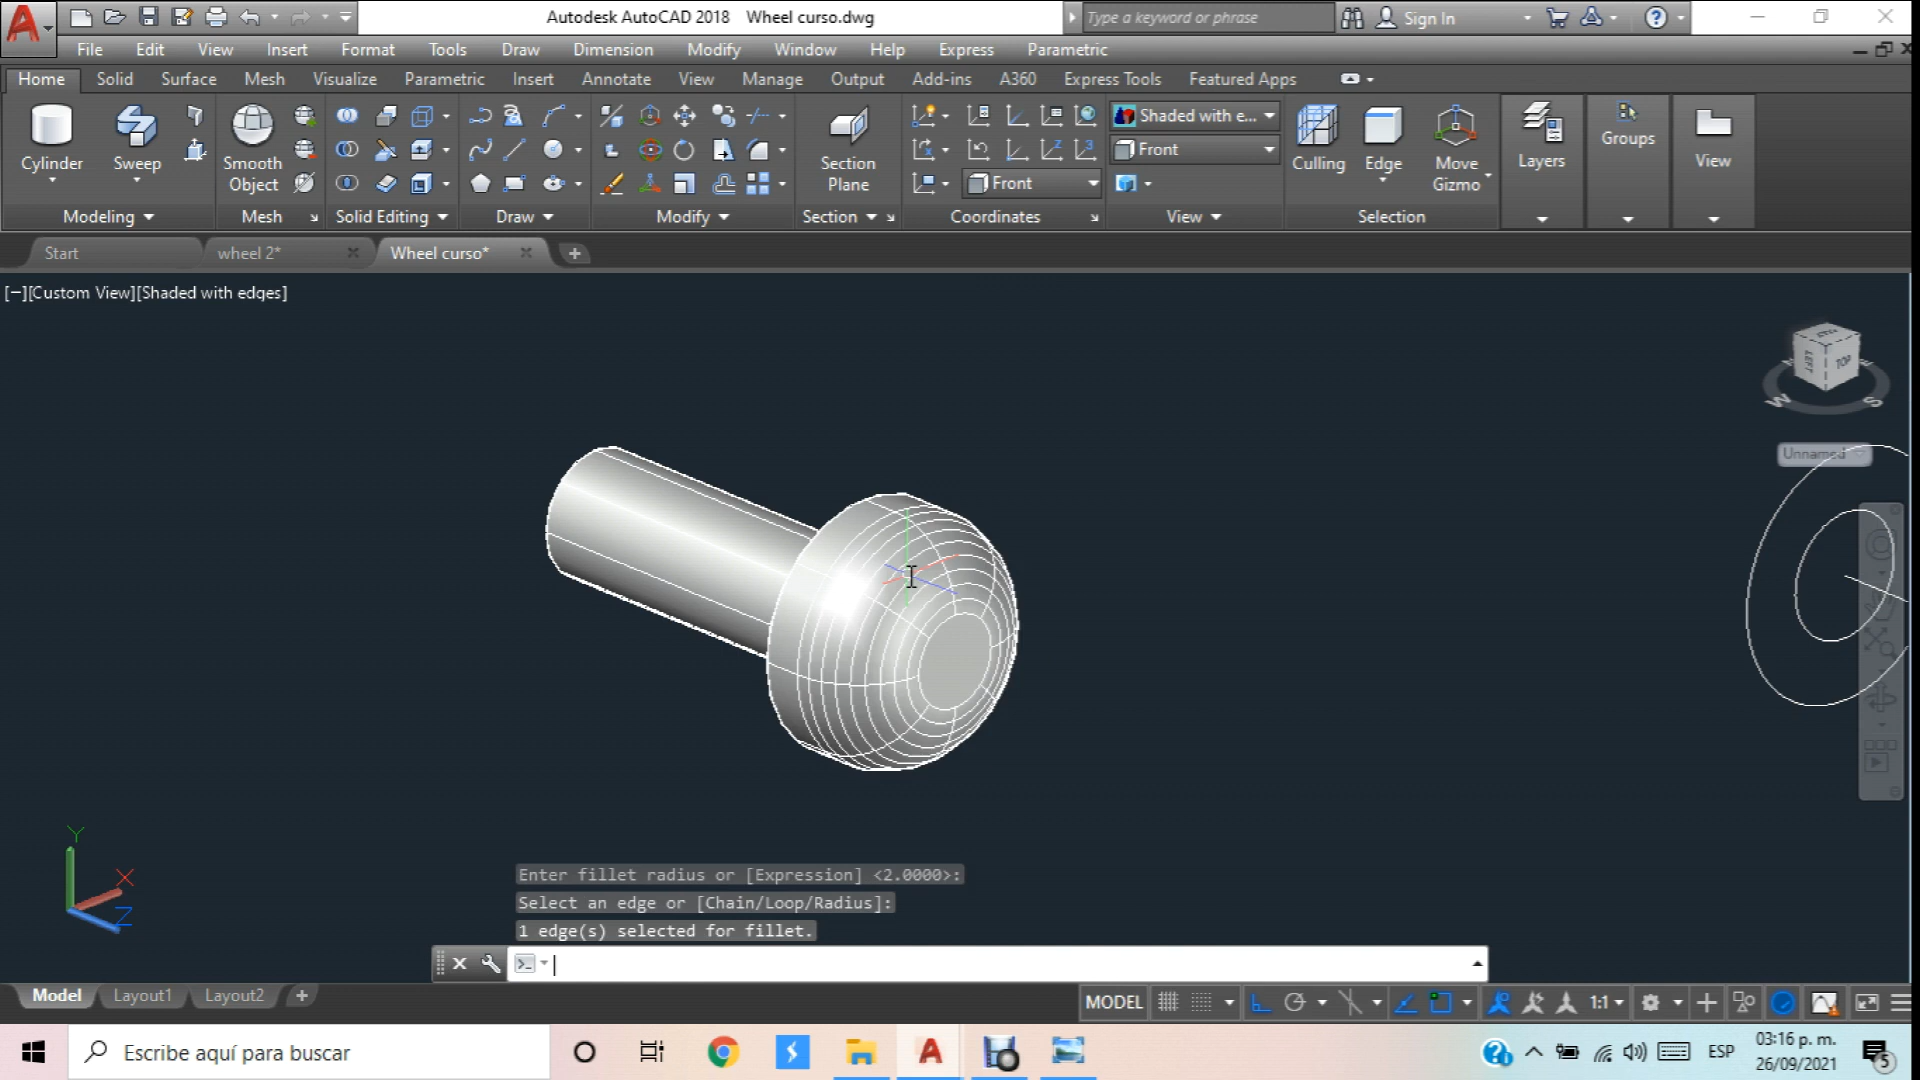 Autodesk AutoCAD 2018 Wheel curso.dwg
Type a keyword or phrase
Sign In
File Edit View Insert Format Tools Draw Dimension Modify Window Help Express Parametric
Home Solid Surface Mesh Visualize Parametric Insert Annotate View Manage Output Add-ins A360 Express Tools Featured Apps
Cylinder
Sweep
Smooth
Object
Section
Plane
Shaded with e...
Front
Front
Culling
Edge
Move
Gizmo
Layers
Groups
View
Modeling Mesh Solid Editing Draw Modify Section Coordinates View Selection
Start wheel 2* Wheel curso*
[−][Custom View][Shaded with edges]
LEFT
TOP
W
S
Unnamed
Y
X
Z
Enter fillet radius or [Expression] <2.0000>:
Select an edge or [Chain/Loop/Radius]:
1 edge(s) selected for fillet.
Model Layout1 Layout2
MODEL
1:1
Escribe aquí para buscar
ESP
03:16 p. m.
26/09/2021
5